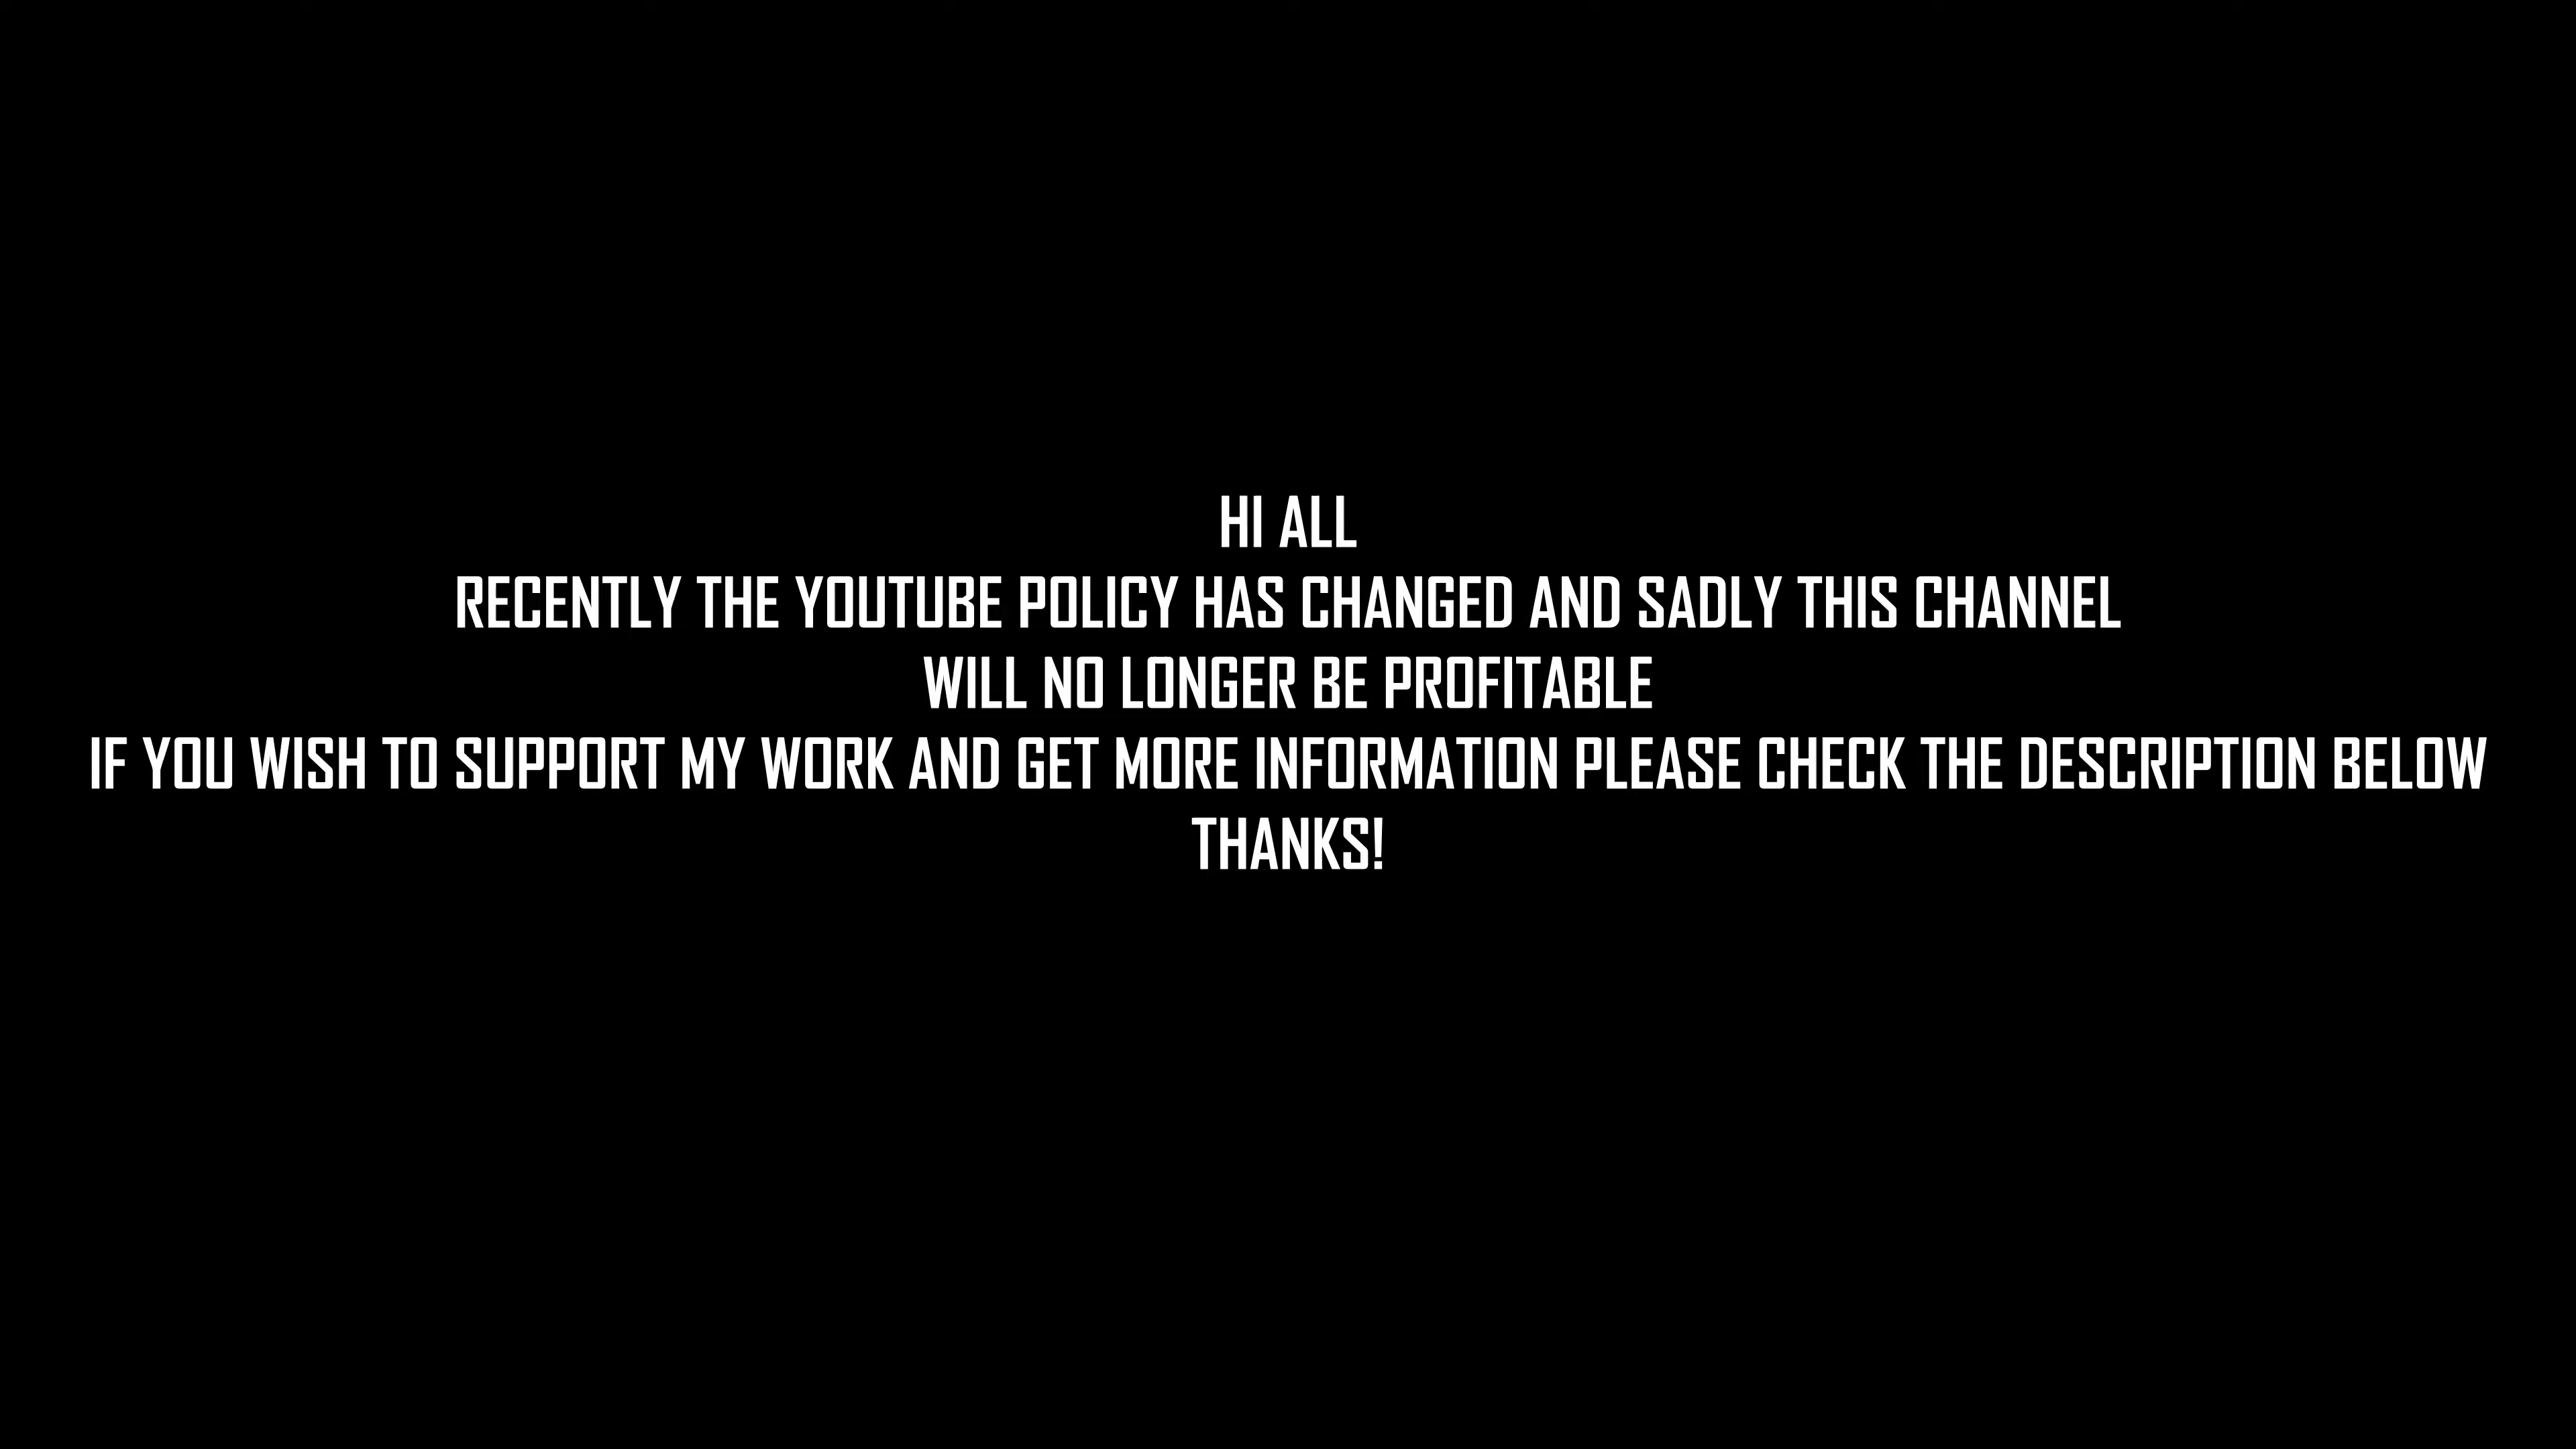 HI ALL
RECENTLY THE YOUTUBE POLICY HAS CHANGED AND SADLY THIS CHANNEL
WILL NO LONGER BE PROFITABLE
IF YOU WISH TO SUPPORT MY WORK AND GET MORE INFORMATION PLEASE CHECK THE DESCRIPTION BELOW
THANKS!